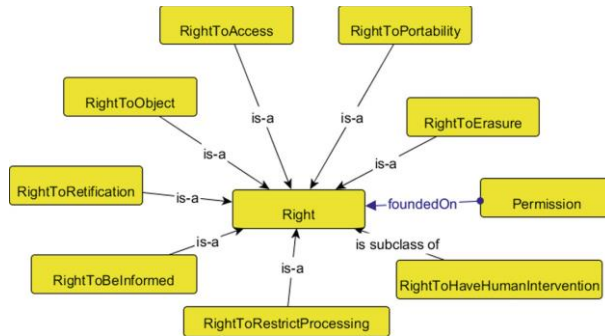 RightToAccess
RightToPortability
is-a
is-a
RightToObject
RightToErasure
is-a
is-a
RightToRetification
is-a
Right
foundedOn
Permission
is-a
is subclass of
RightToBeInformed
is-a
RightToHaveHumanIntervention
RightToRestrictProcessing